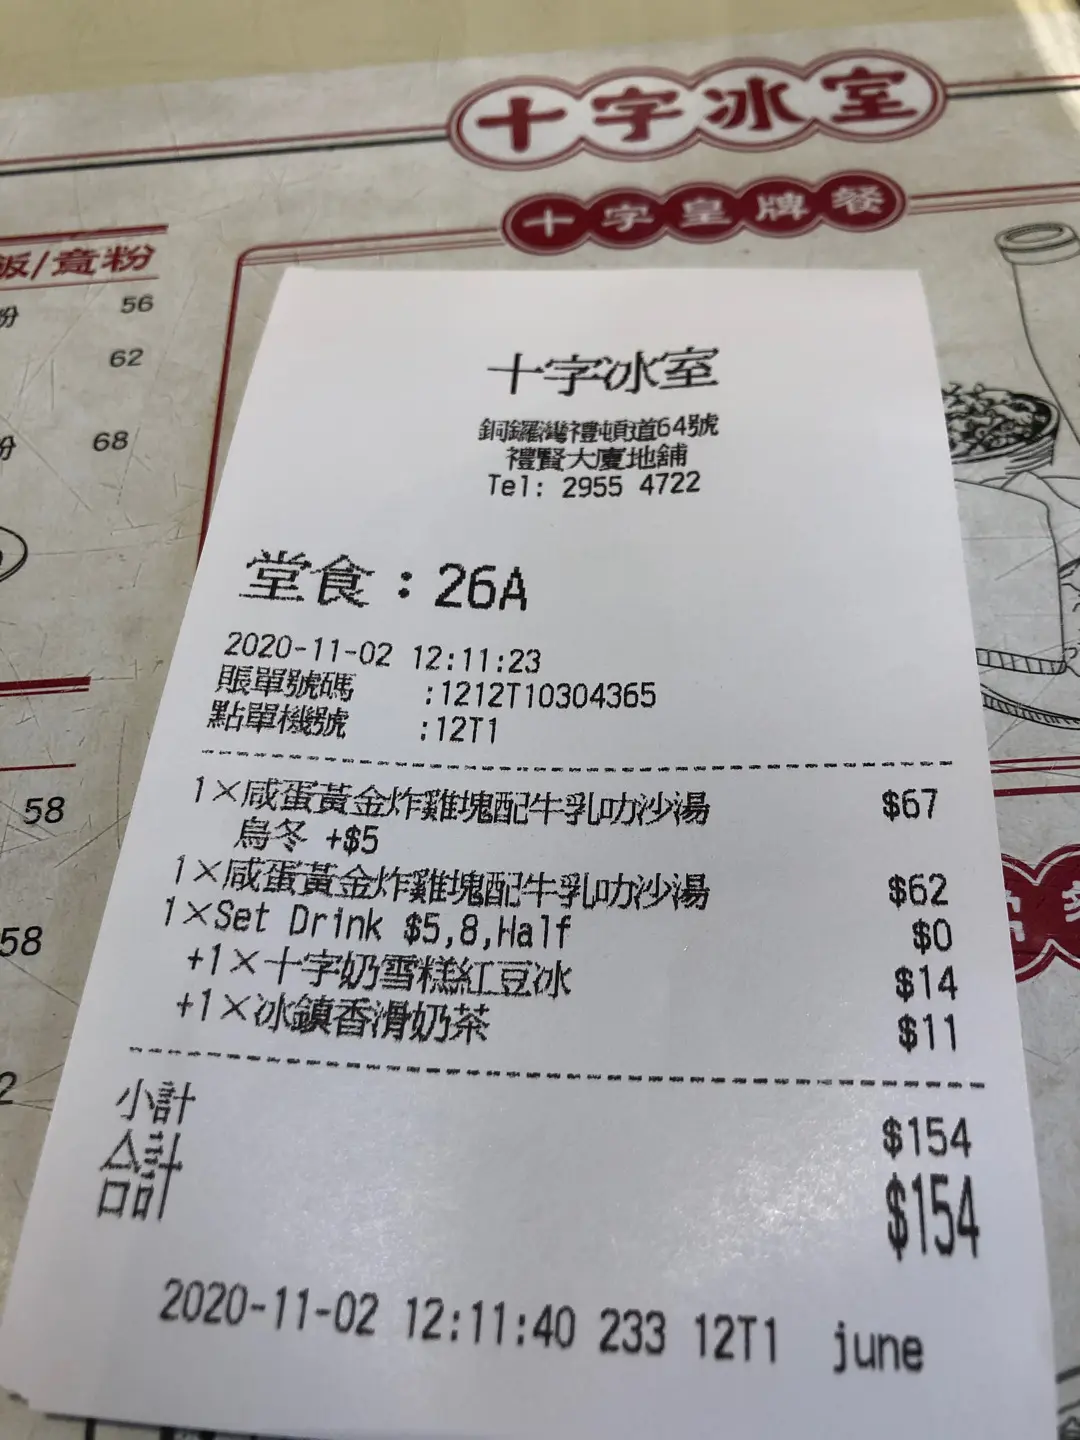 十字冰室
十字皇牌餐
飯/意粉
粉 56
62
粉 68
58
58
2
十字冰室
銅鑼灣禮頓道64號
禮賢大廈地舖
Tel: 2955 4722
堂食：26A
2020-11-02 12:11:23
賬單號碼 :1212T10304365
點單機號 :12T1
1×咸蛋黃金炸雞塊配牛乳叻沙湯 $67
烏冬 +$5
1×咸蛋黃金炸雞塊配牛乳叻沙湯 $62
1×Set Drink $5,8,Half $0
+1×十字奶雪糕紅豆冰 $14
+1×冰鎮香滑奶茶 $11
小計 $154
合計 $154
2020-11-02 12:11:40 233 12T1 june